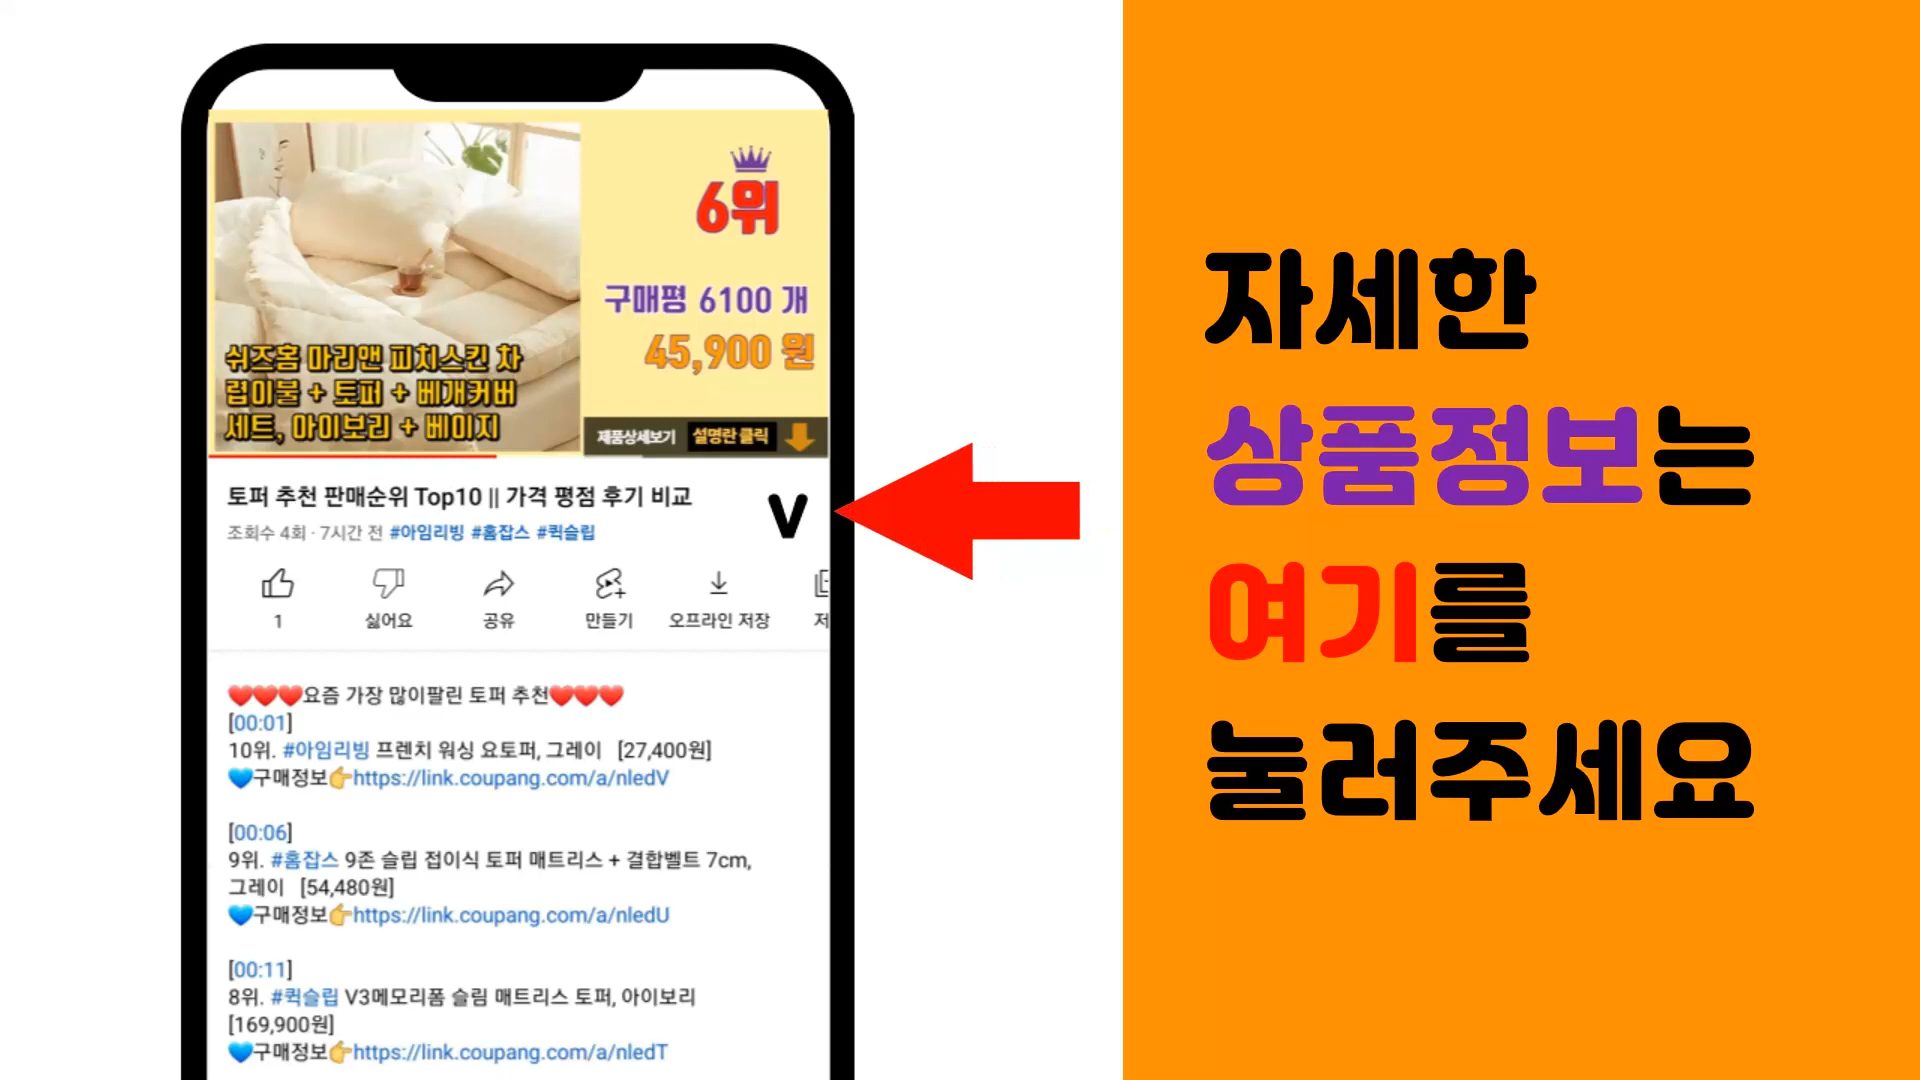 6위
구매평 6100 개
45,900 원
쉬즈홈 마리앤 피치스킨 차
렵이불 + 토퍼 + 베개커버
세트, 아이보리 + 베이지
제품상세보기 설명란 클릭
토퍼 추천 판매순위 Top10 || 가격 평점 후기 비교
V
조회수 4회 · 7시간 전 #아임리빙 #홈잡스 #퀵슬립
1 싫어요 공유 만들기 오프라인 저장 저
❤❤❤요즘 가장 많이팔린 토퍼 추천❤❤❤
[00:01]
10위. #아임리빙 프렌치 워싱 요토퍼, 그레이 [27,400원]
💙구매정보👉https://link.coupang.com/a/nledV
[00:06]
9위. #홈잡스 9존 슬립 접이식 토퍼 매트리스 + 결합벨트 7cm,
그레이 [54,480원]
💙구매정보👉https://link.coupang.com/a/nledU
[00:11]
8위. #퀵슬립 V3메모리폼 슬림 매트리스 토퍼, 아이보리
[169,900원]
💙구매정보👉https://link.coupang.com/a/nledT
자세한
상품정보는
여기를
눌러주세요